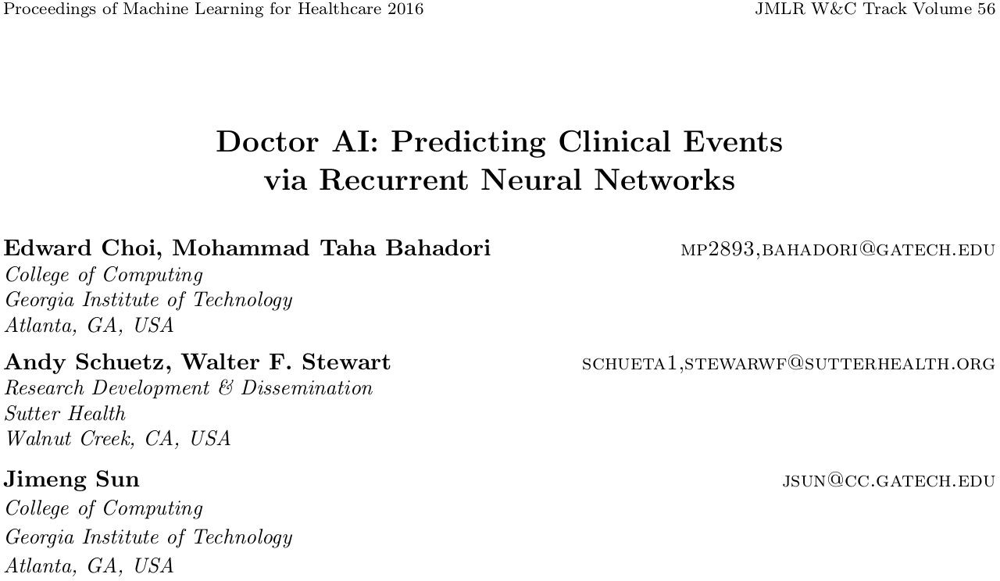 Proceedings of Machine Learning for Healthcare 2016 JMLR W&C Track Volume 56
Doctor AI: Predicting Clinical Events
via Recurrent Neural Networks
Edward Choi, Mohammad Taha Bahadori MP2893,BAHADORI@GATECH.EDU
College of Computing
Georgia Institute of Technology
Atlanta, GA, USA
Andy Schuetz, Walter F. Stewart SCHUETA1,STEWARWF@SUTTERHEALTH.ORG
Research Development & Dissemination
Sutter Health
Walnut Creek, CA, USA
Jimeng Sun JSUN@CC.GATECH.EDU
College of Computing
Georgia Institute of Technology
Atlanta, GA, USA